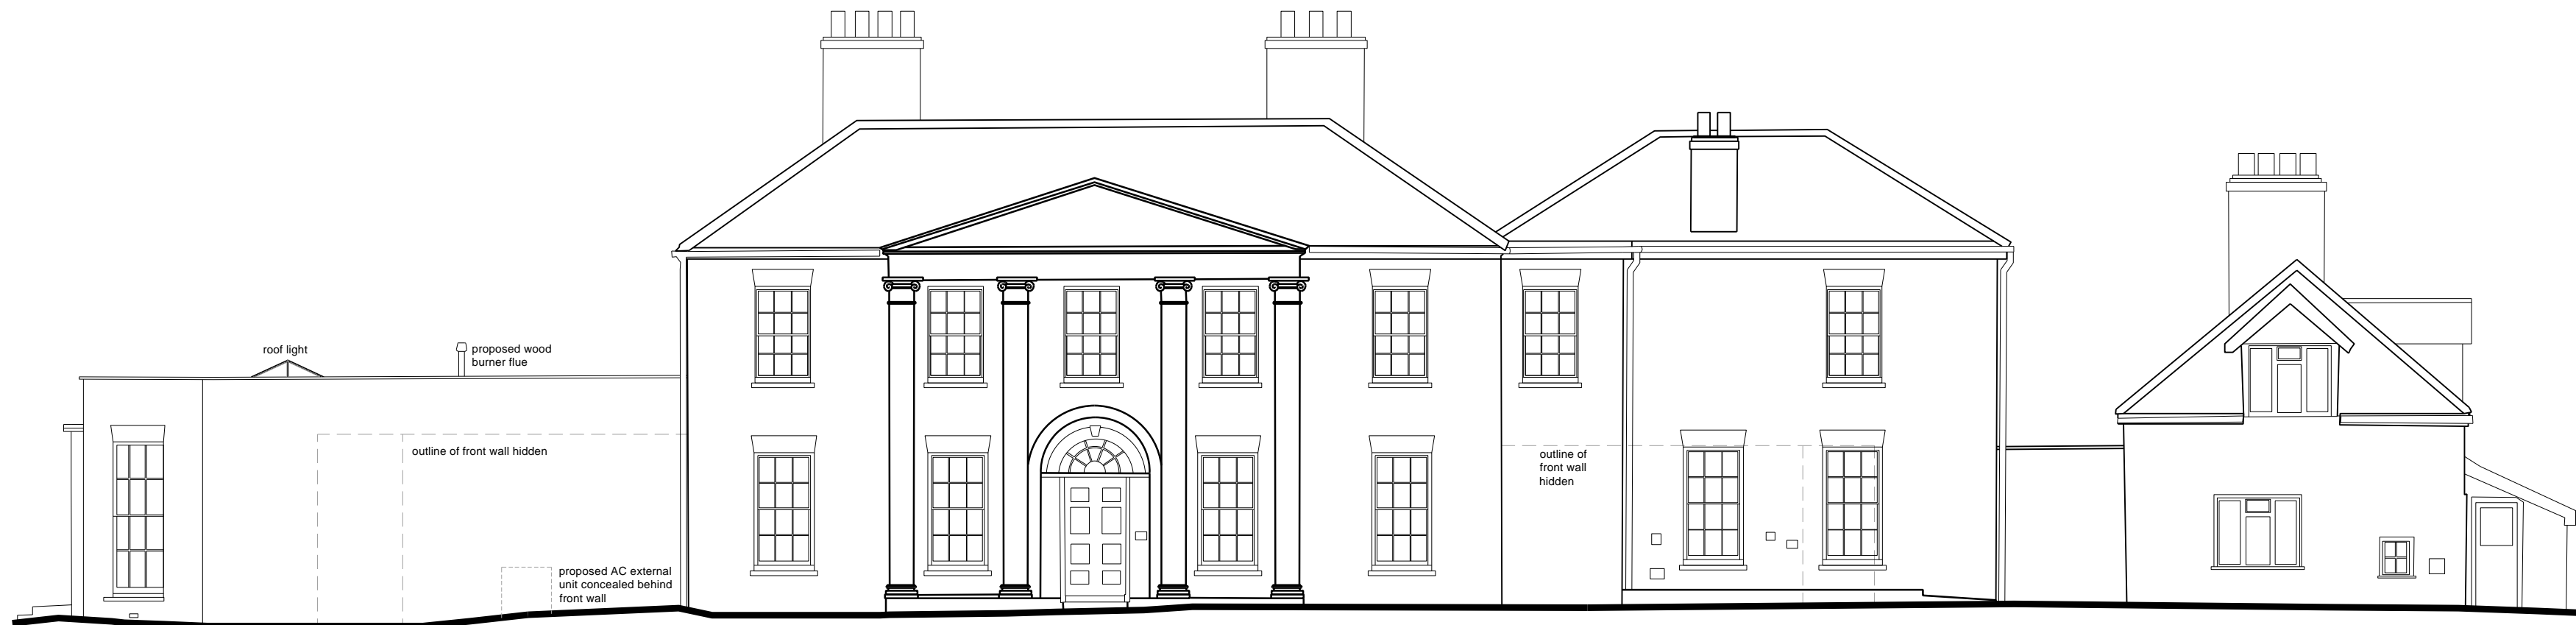 roof light
proposed wood
burner flue
outline of front wall hidden
proposed AC external
unit concealed behind
front wall
outline of
front wall
hidden